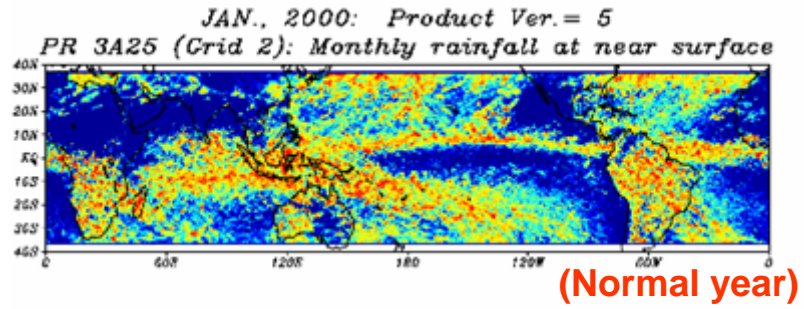 JAN., 2000: Product Ver.= 5
PR 3A25 (Grid 2): Monthly rainfall at near surface
40N
30N
20N
10N
EQ
10S
20S
30S
40S
0 60E 120E 180 120W 60W 0
(Normal year)